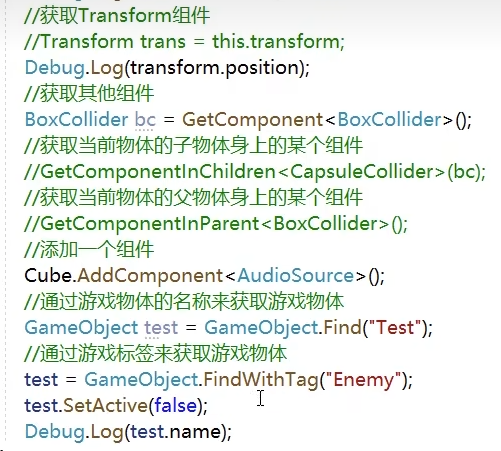 //获取Transform组件
//Transform trans = this.transform;
Debug.Log(transform.position);
//获取其他组件
BoxCollider bc = GetComponent<BoxCollider>();
//获取当前物体的子物体身上的某个组件
//GetComponentInChildren<CapsuleCollider>(bc);
//获取当前物体的父物体身上的某个组件
//GetComponentInParent<BoxCollider>();
//添加一个组件
Cube.AddComponent<AudioSource>();
//通过游戏物体的名称来获取游戏物体
GameObject test = GameObject.Find("Test");
//通过游戏标签来获取游戏物体
test = GameObject.FindWithTag("Enemy");
test.SetActive(false);
Debug.Log(test.name);